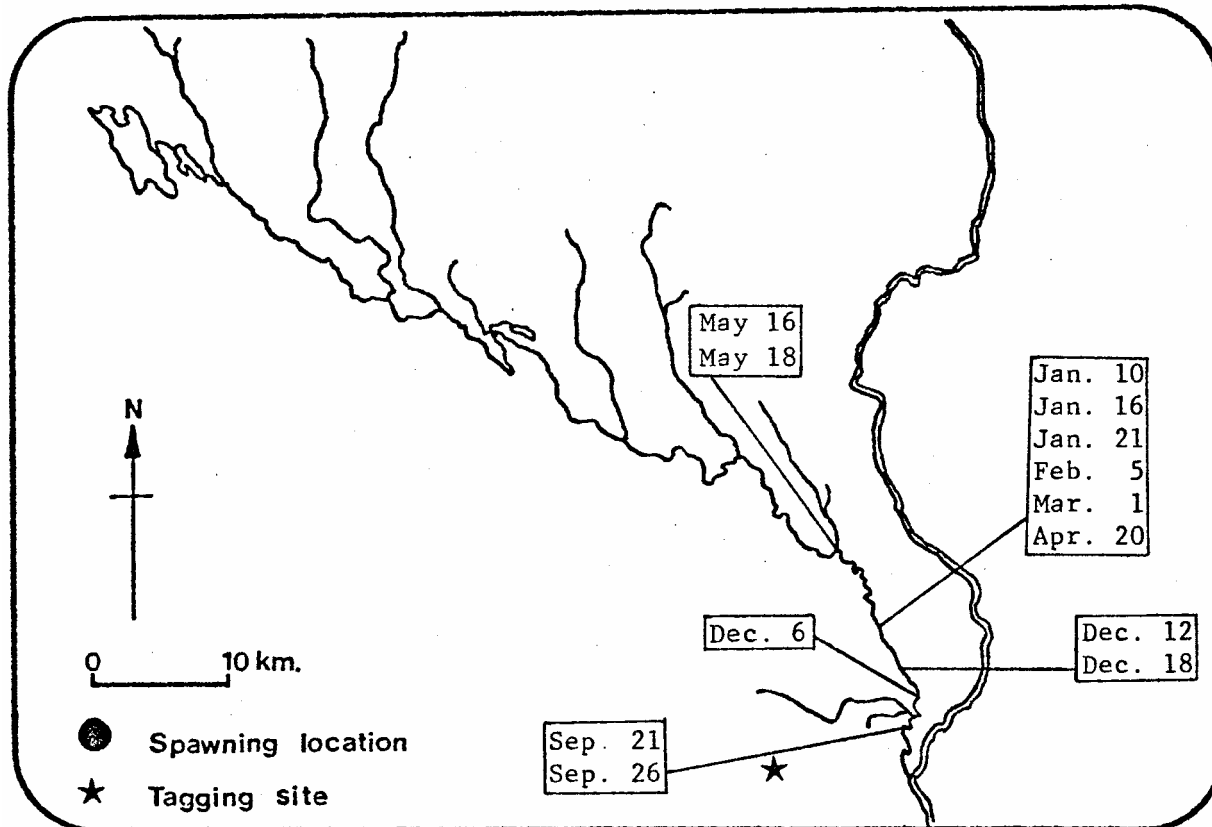 May 16
May 18
Jan. 10
Jan. 16
Jan. 21
Feb. 5
Mar. 1
Apr. 20
N
Dec. 6
Dec. 12
Dec. 18
0 10 km.
Spawning location
Sep. 21
Sep. 26
Tagging site